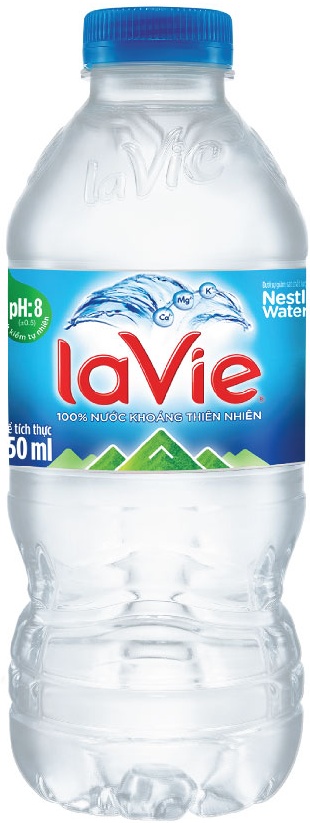 laVie
pH: 8
(±0.5)
kiềm tự nhiên
Ca⁺
Mg⁺
K⁺
Nestl
Water
laVie
100% NƯỚC KHOÁNG THIÊN NHIÊN
tích thực
50 ml